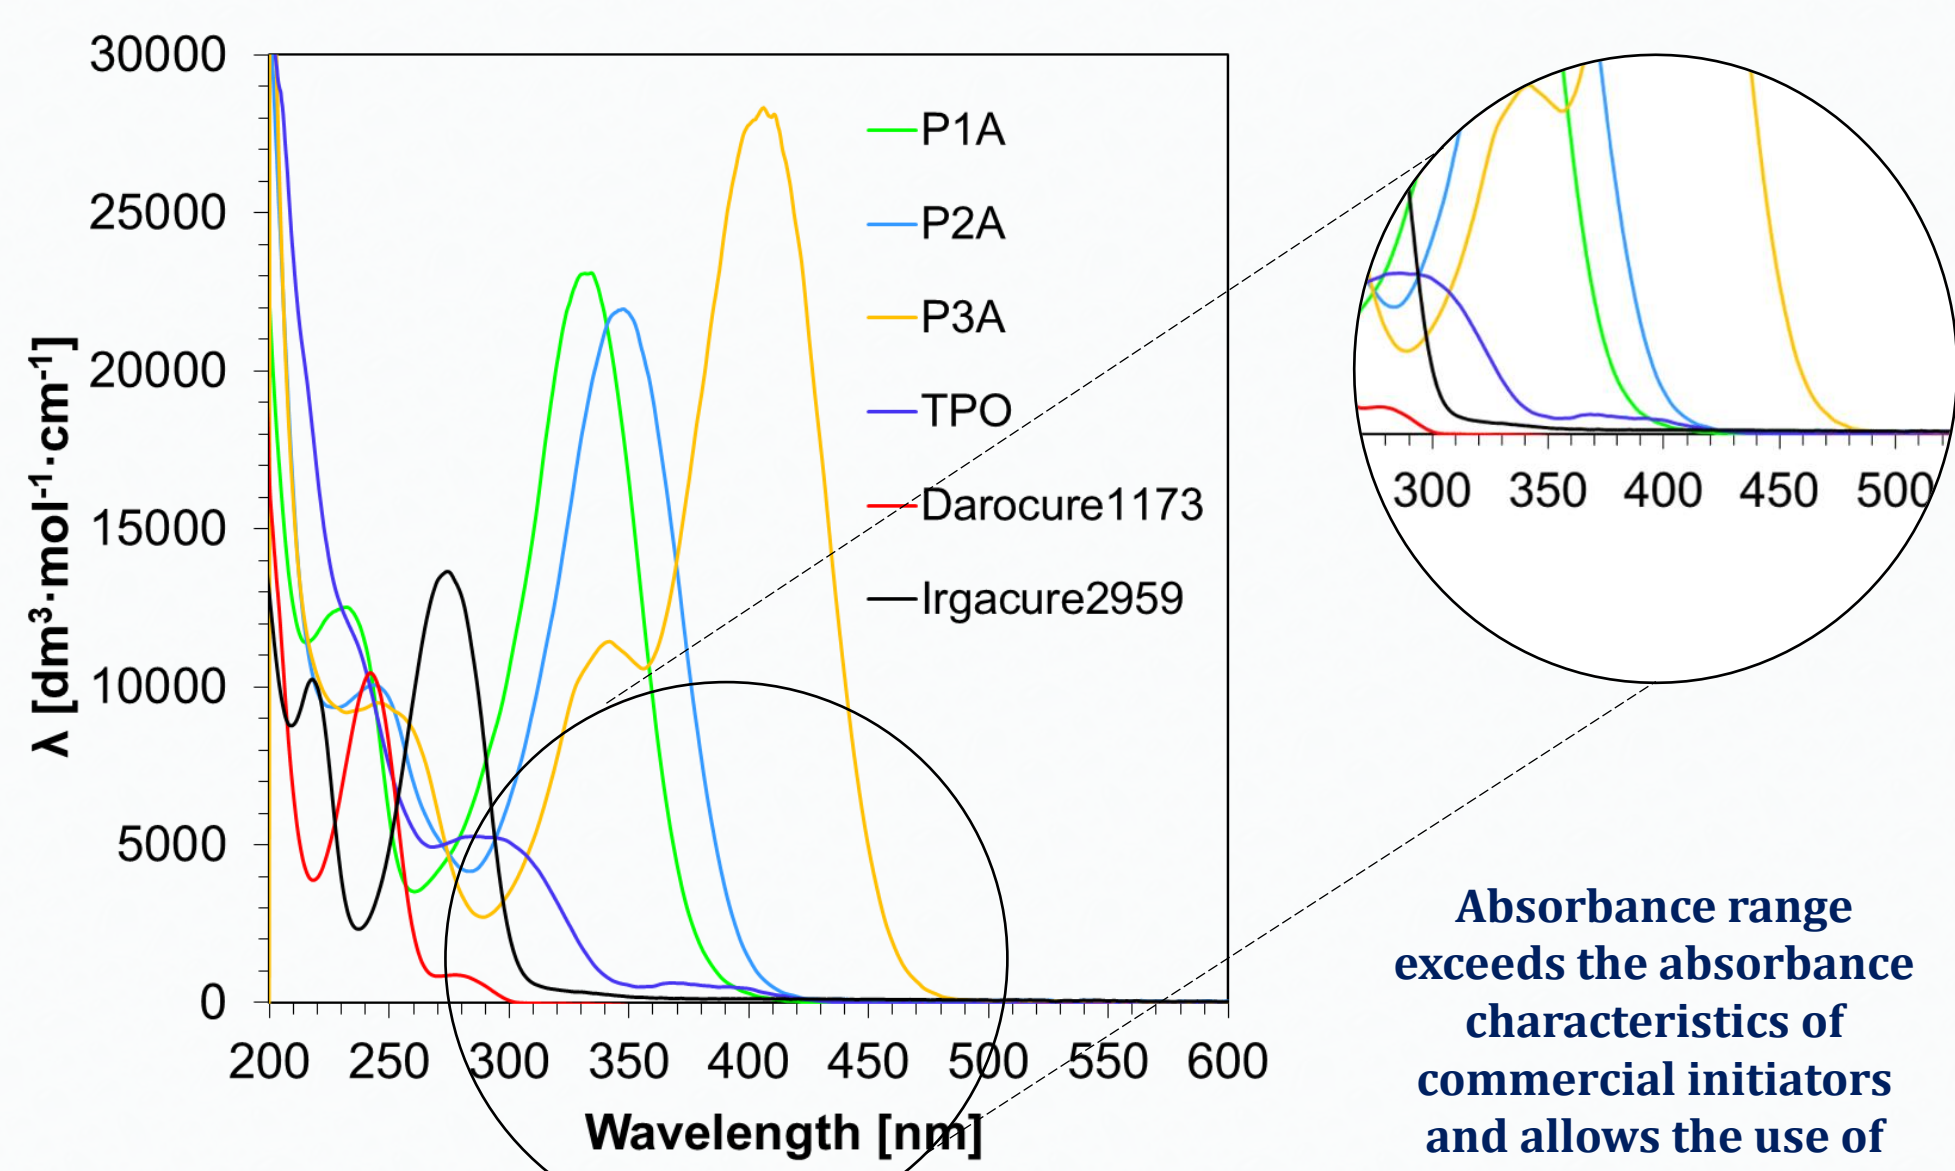 30000
25000
20000
15000
10000
5000
0
λ [dm³·mol⁻¹·cm⁻¹]
200 250 300 350 400 450 500 550 600
Wavelength [nm]
P1A
P2A
P3A
TPO
Darocure1173
Irgacure2959
300 350 400 450 500
Absorbance range
exceeds the absorbance
characteristics of
commercial initiators
and allows the use of